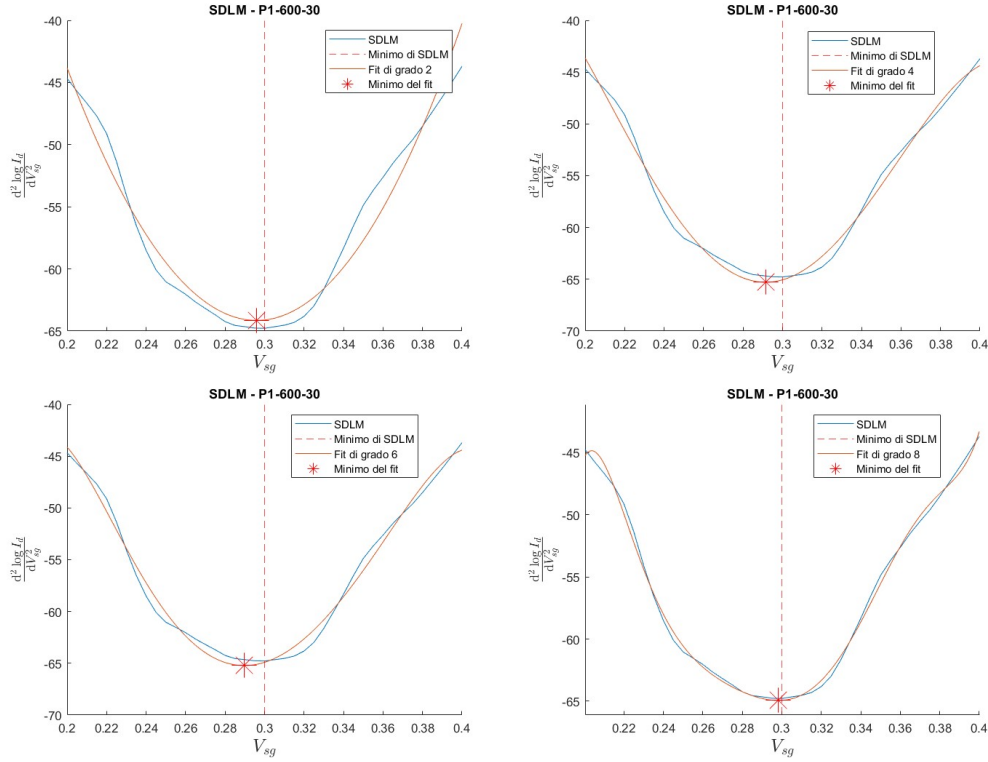 SDLM - P1-600-30
-40
-45
-50
-55
-60
-65
0.2 0.22 0.24 0.26 0.28 0.3 0.32 0.34 0.36 0.38 0.4
V_sg
d² log I_d / dV²_sg
SDLM
Minimo di SDLM
Fit di grado 2
Minimo del fit
SDLM - P1-600-30
-40
-45
-50
-55
-60
-65
-70
0.2 0.22 0.24 0.26 0.28 0.3 0.32 0.34 0.36 0.38 0.4
V_sg
d² log I_d / dV²_sg
SDLM
Minimo di SDLM
Fit di grado 4
Minimo del fit
SDLM - P1-600-30
-40
-45
-50
-55
-60
-65
-70
0.2 0.22 0.24 0.26 0.28 0.3 0.32 0.34 0.36 0.38 0.4
V_sg
d² log I_d / dV²_sg
SDLM
Minimo di SDLM
Fit di grado 6
Minimo del fit
SDLM - P1-600-30
-45
-50
-55
-60
-65
0.22 0.24 0.26 0.28 0.3 0.32 0.34 0.36 0.38 0.4
V_sg
d² log I_d / dV²_sg
SDLM
Minimo di SDLM
Fit di grado 8
Minimo del fit